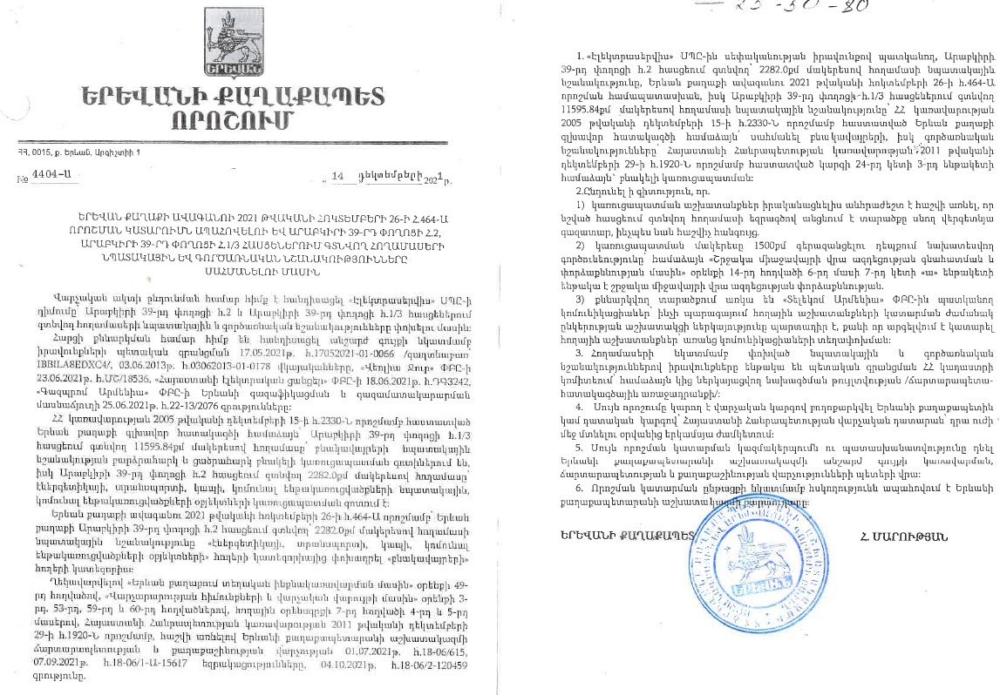 ԵՐԵՎԱՆ
ԵՐԵՎԱՆԻ ՔԱՂԱՔԱՊԵՏ
ՈՐՈՇՈՒՄ
ՀՀ, 0015, ք. Երևան, Արգիշտիի 1
№ 4404-Ա « 14 դեկտեմբերի 2021թ.
ԵՐԵՎԱՆ ՔԱՂԱՔԻ ԱՎԱԳԱՆՈՒ 2021 ԹՎԱԿԱՆԻ ՀՈԿՏԵՄԲԵՐԻ 26-Ի Հ.464-Ա
ՈՐՈՇՄԱՆ ԿԱՏԱՐՈՒՄՆ ԱՊԱՀՈՎԵԼՈՒ ԵՎ ԱՐԱԲԿԻՐԻ 39-ՐԴ ՓՈՂՈՑԻ Հ.2,
ԱՐԱԲԿԻՐԻ 39-ՐԴ ՓՈՂՈՑԻ Հ.1/3 ՀԱՍՑԵՆԵՐՈՒՄ ԳՏՆՎՈՂ ՀՈՂԱՄԱՍԵՐԻ
ՆՊԱՏԱԿԱՅԻՆ ԵՎ ԳՈՐԾԱՌՆԱԿԱՆ ՆՇԱՆԱԿՈՒԹՅՈՒՆՆԵՐԸ
ՍԱՀՄԱՆԵԼՈՒ ՄԱՍԻՆ
Վարչական ակտի ընդունման համար հիմք է հանդիսացել «Էլեկտրասերվիս» ՍՊԸ-ի
դիմումը՝ Արաբկիրի 39-րդ փողոցի հ.2 և Արաբկիրի 39-րդ փողոցի հ.1/3 հասցեներում
գտնվող հողամասերի նպատակային և գործառնական նշանակությունները փոխելու մասին:
Հարցի քննարկման համար հիմք են հանդիսացել անշարժ գույքի նկատմամբ
իրավունքների պետական գրանցման 17.05.2021թ. հ.17052021-01-0066 /գաղտնաբառ՝
IBBILA8EDXC4/, 03.06.2013թ. հ.03062013-01-0178 վկայականները, «Վեոլիա Ջուր» ՓԲԸ-ի
23.06.2021թ. հ.ՄՇ/18536, «Հայաստանի էլեկտրական ցանցեր» ՓԲԸ-ի 18.06.2021թ. հ.ԴԳ3242,
«Գազպրոմ Արմենիա» ՓԲԸ-ի Երևանի գազաֆիկացման և գազամատակարարման
մասնաճյուղի 25.06.2021թ. հ.22-13/2076 գրությունները:
ՀՀ կառավարության 2005 թվականի դեկտեմբերի 15-ի հ.2330-Ն որոշմամբ հաստատված
Երևան քաղաքի գլխավոր հատակագծի համաձայն՝ Արաբկիրի 39-րդ փողոցի հ.1/3
հասցեում գտնվող 11595.84քմ մակերեսով հողամասը՝ բնակավայրերի նպատակային
նշանակության բարձրահարկ և ցածրահարկ բնակելի կառուցապատման գոտիներում են,
իսկ Արաբկիրի 39-րդ փողոցի հ.2 հասցեում գտնվող 2282.0քմ մակերեսով հողամասը՝
էներգետիկայի, տրանսպորտի, կապի, կոմունալ ենթակառուցվածքների նպատակային,
կոմունալ ենթակառուցվածքների օբյեկտների կառուցապատման գոտում է:
Երևան քաղաքի ավագանու 2021 թվականի հոկտեմբերի 26-ի հ.464-Ա որոշմամբ՝ Երևան
քաղաքի Արաբկիրի 39-րդ փողոցի հ.2 հասցեում գտնվող՝ 2282.0քմ մակերեսով հողամասի
նպատակային նշանակությունը «էներգետիկայի, տրանսպորտի, կապի, կոմունալ
ենթակառուցվածքների օբյեկտների» հողերի կատեգորիայից փոխադրել «բնակավայրերի»
հողերի կատեգորիա:
Ղեկավարվելով «Երևան քաղաքում տեղական ինքնակառավարման մասին» օրենքի 49-
րդ հոդվածով, «Վարչարարության հիմունքների և վարչական վարույթի մասին» օրենքի 3-
րդ, 53-րդ, 59-րդ և 60-րդ հոդվածներով, հողային օրենսգրքի 7-րդ հոդվածի 4-րդ և 5-րդ
մասերով, Հայաստանի Հանրապետության կառավարության 2011 թվականի դեկտեմբերի
29-ի հ.1920-Ն որոշմամբ, հաշվի առնելով Երևանի քաղաքապետարանի աշխատակազմի
ճարտարապետության և քաղաքաշինության վարչության 01.07.2021թ. հ.18-06/615,
07.09.2021թ. հ.18-06/1-Ա-15617 եզրակացությունները, 04.10.2021թ. հ.18-06/2-120459
գրությունը.
1. «Էլեկտրասերվիս» ՍՊԸ-ին սեփականության իրավունքով պատկանող, Արաբկիրի
39-րդ փողոցի հ.2 հասցեում գտնվող՝ 2282.0քմ մակերեսով հողամասի նպատակային
նշանակությունը, Երևան քաղաքի ավագանու 2021 թվականի հոկտեմբերի 26-ի հ.464-Ա
որոշման համապատասխան, իսկ Արաբկիրի 39-րդ փողոցի հ.1/3 հասցեներում գտնվող
11595.84քմ մակերեսով հողամասի նպատակային նշանակությունը՝ ՀՀ կառավարության
2005 թվականի դեկտեմբերի 15-ի հ.2330-Ն որոշմամբ հաստատված Երևան քաղաքի
գլխավոր հատակագծի համաձայն՝ սահմանել բնակավայրերի, իսկ գործառնական
նշանակությունները՝ Հայաստանի Հանրապետության կառավարության 2011 թվականի
դեկտեմբերի 29-ի հ.1920-Ն որոշմամբ հաստատված կարգի 24-րդ կետի 3-րդ ենթակետի
համաձայն՝ բնակելի կառուցապատման:
2.Ընդունել ի գիտություն, որ.
1) կառուցապատման աշխատանքներ իրականացնելիս անհրաժեշտ է հաշվի առնել, որ
նշված հասցեում գտնվող հողամասի եզրագծով անցնում է տարածքը սնող վերգետնյա
գազատար, ինչպես նաև հաշվիչ հանգույց.
2) կառուցապատման մակերեսը 1500քմ գերազանցելու դեպքում նախատեսվող
գործունեությունը՝ համաձայն «Շրջակա միջավայրի վրա ազդեցության գնահատման և
փորձաքննության մասին» օրենքի 14-րդ հոդվածի 6-րդ մասի 7-րդ կետի «ա» ենթակետի
ենթակա է շրջակա միջավայրի վրա ազդեցության փորձաքննության.
3) քննարկվող տարածքում առկա են «Տելեկոմ Արմենիա» ՓԲԸ-ին պատկանող
կոմունիկացիաներ՝ ինչի պարագայում հողային աշխատանքների կատարման ժամանակ
ընկերության աշխատակցի ներկայությունը պարտադիր է, քանի որ արգելվում է կատարել
հողային աշխատանքներ՝ առանց կոմունիկացիաների տեղափոխման:
3. Հողամասերի նկատմամբ փոխված նպատակային և գործառնական
նշանակություններով իրավունքները ենթակա են պետական գրանցման ՀՀ կադաստրի
կոմիտեում՝ համաձայն կից ներկայացվող նախագծման թույլտվության /ճարտարապետա-
հատակագծային առաջադրանքի/:
4. Սույն որոշումը կարող է վարչական կարգով բողոքարկվել Երևանի քաղաքապետին
կամ դատական կարգով՝ Հայաստանի Հանրապետության վարչական դատարան՝ դրա ուժի
մեջ մտնելու օրվանից երկամսյա ժամկետում:
5. Սույն որոշման կատարման կազմակերպումն ու պատասխանատվությունը դնել
Երևանի քաղաքապետարանի աշխատակազմի անշարժ գույքի կառավարման,
ճարտարապետության և քաղաքաշինության վարչությունների պետերի վրա:
6. Որոշման կատարման ընթացքի նկատմամբ հսկողությունն ապահովում է Երևանի
քաղաքապետարանի աշխատակազմի քարտուղարը:
ԵՐԵՎԱՆԻ ՔԱՂԱՔԱՊԵՏ Հ. ՄԱՐՈՒԹՅԱՆ
ԵՐԵՎԱՆ